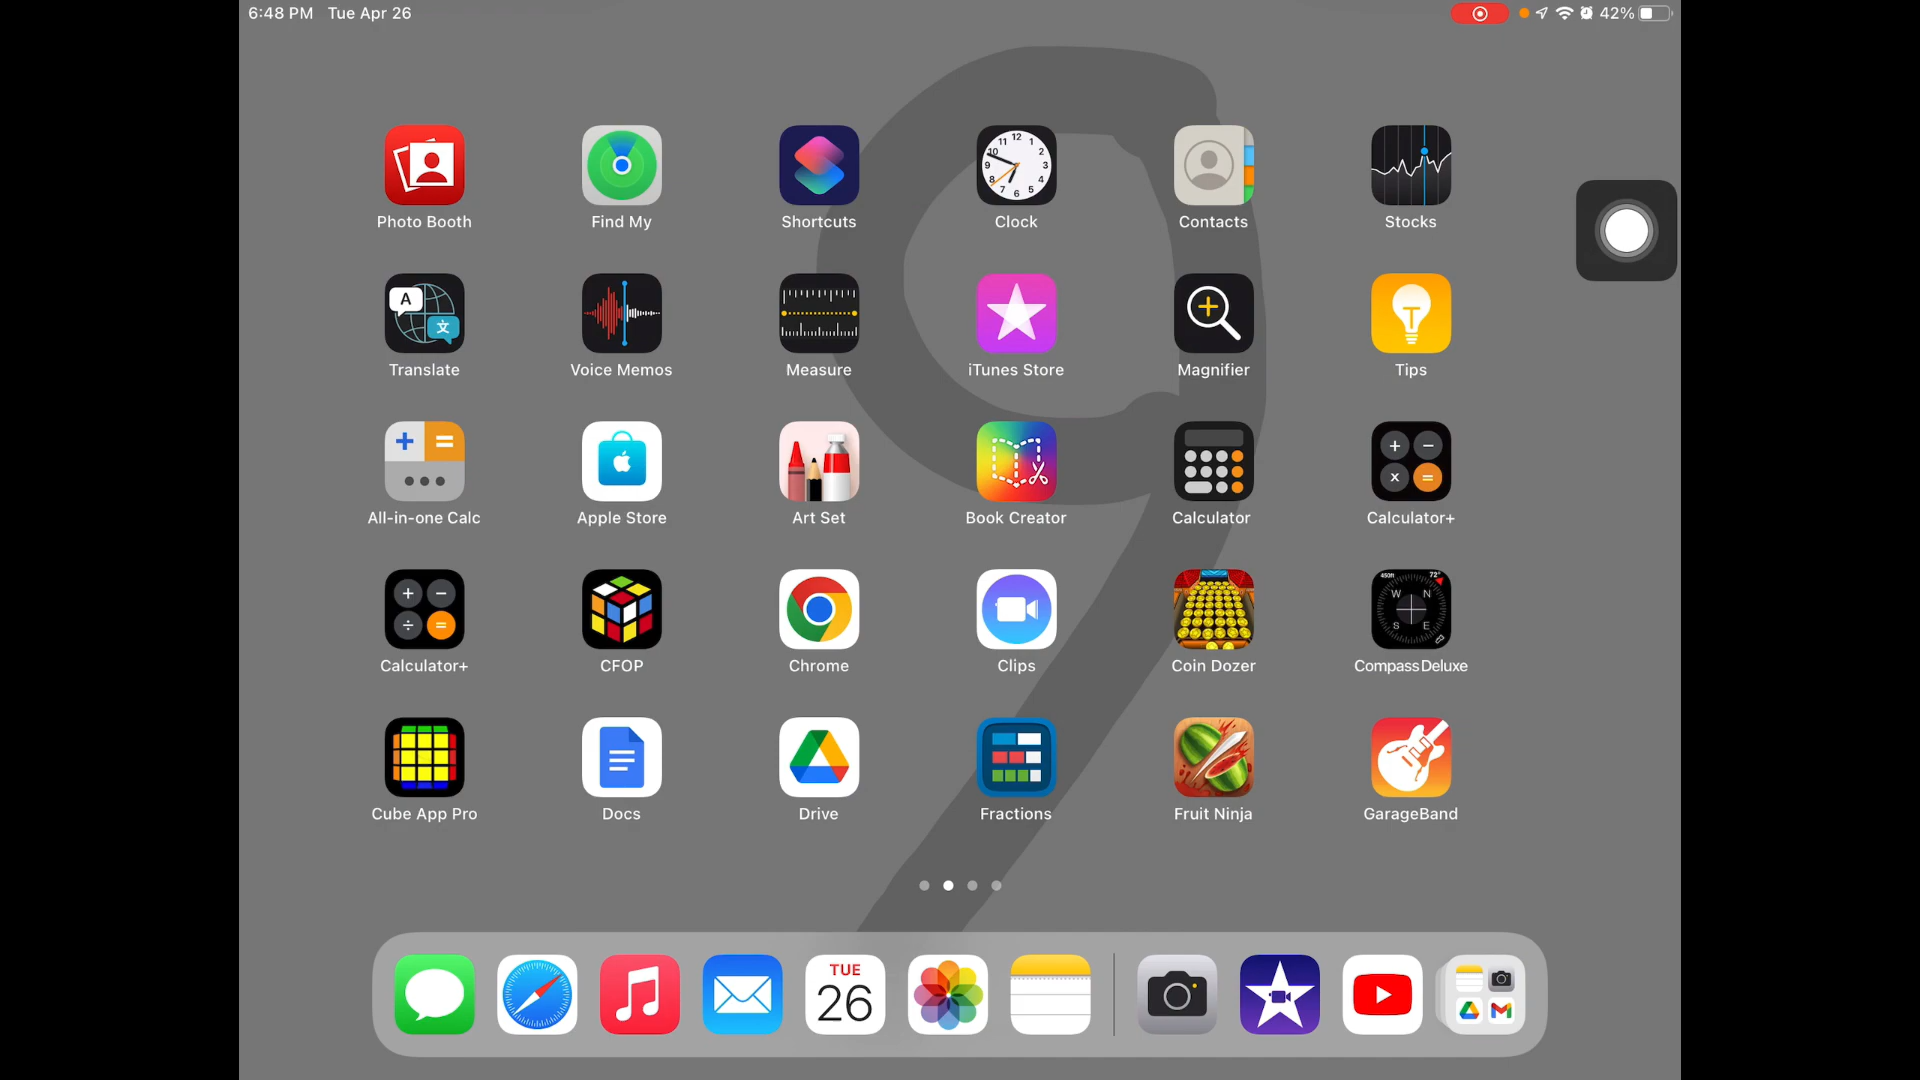 6:48 PM Tue Apr 26 42%
Photo Booth Find My Shortcuts Clock Contacts Stocks
Translate Voice Memos Measure iTunes Store Magnifier Tips
All-in-one Calc Apple Store Art Set Book Creator Calculator Calculator+
Calculator+ CFOP Chrome Clips Coin Dozer Compass Deluxe
Cube App Pro Docs Drive Fractions Fruit Ninja GarageBand
TUE
26